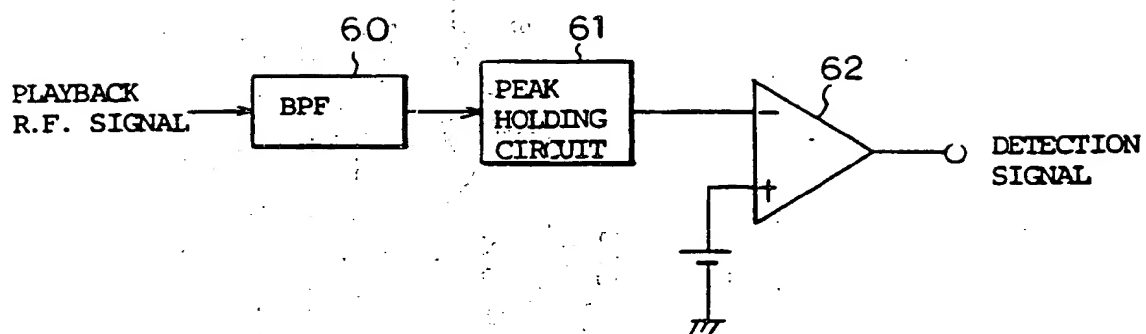 60
61
62
PLAYBACK
R.F. SIGNAL
BPF
PEAK
HOLDING
CIRCUIT
−
+
DETECTION
SIGNAL